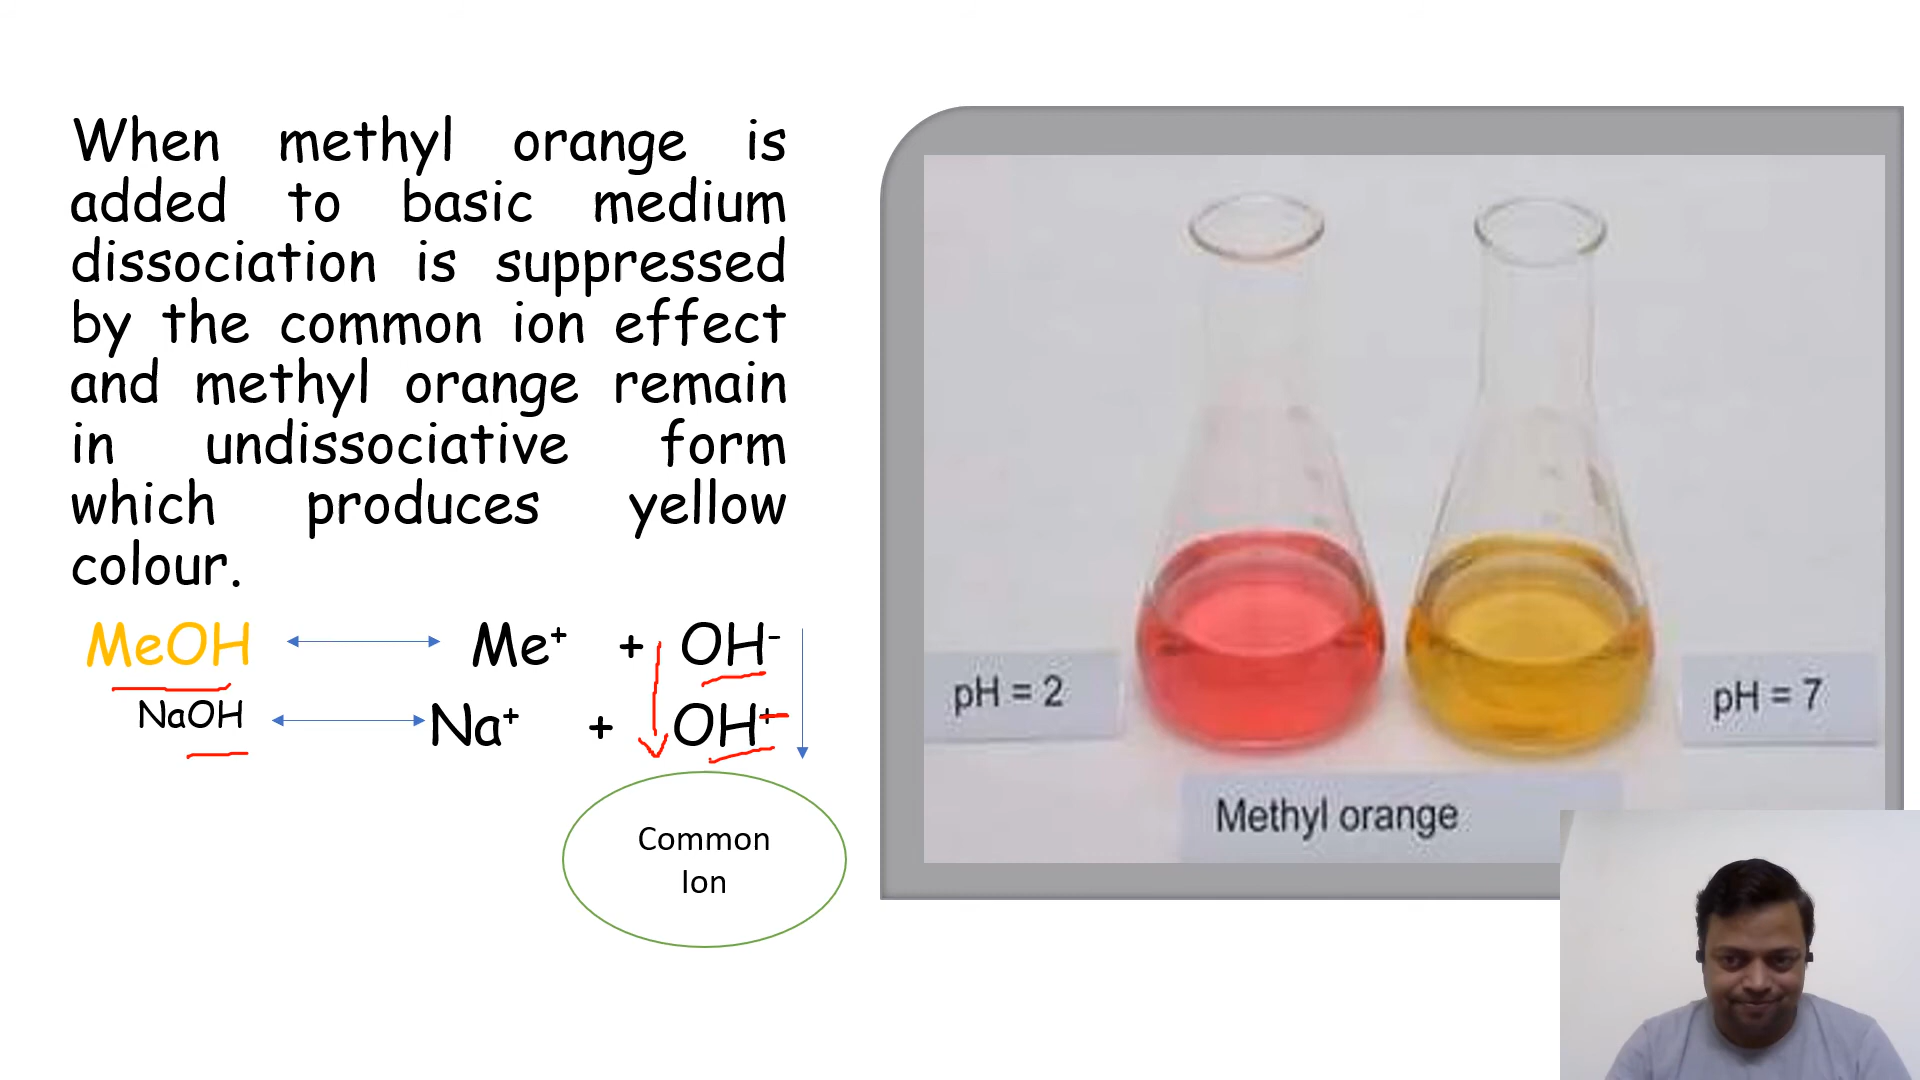 When methyl orange is
added to basic medium
dissociation is suppressed
by the common ion effect
and methyl orange remain
in undissociative form
which produces yellow
colour.
MeOH Me⁺ + OH⁻
NaOH Na⁺ + OH⁺
Common
Ion
pH = 2
pH = 7
Methyl orange